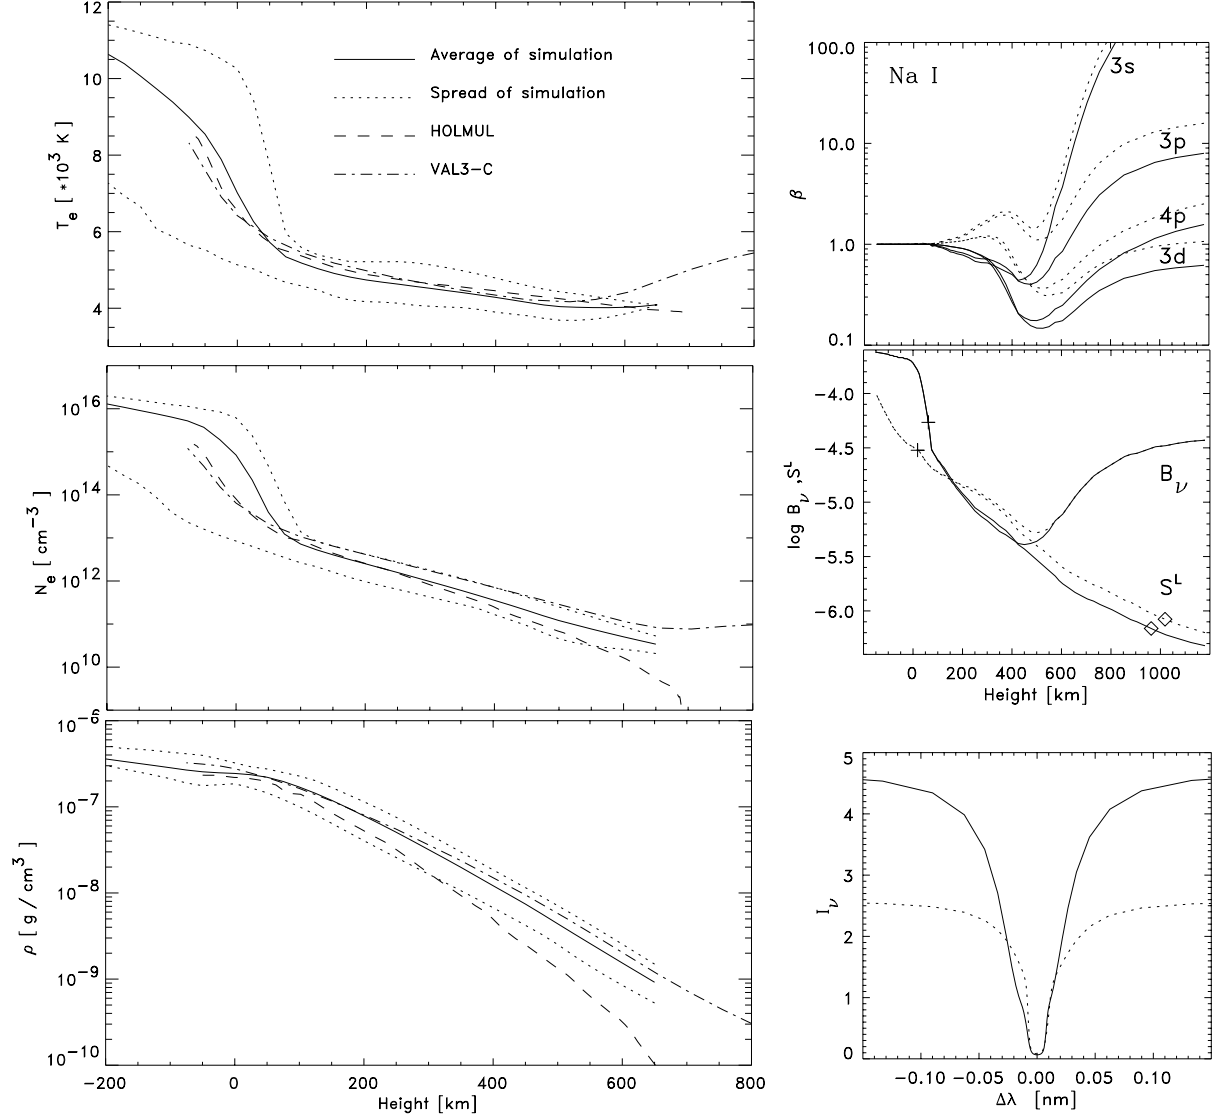 12
10
8
6
4
T_e [ *10^3 K ]
Average of simulation
Spread of simulation
HOLMUL
VAL3-C
10^16
10^14
10^12
10^10
N_e [ cm^-3 ]
10^-6
10^-7
10^-8
10^-9
10^-10
ρ [ g / cm^3 ]
-200 0 200 400 600 800
Height [km]
100.0
10.0
1.0
0.1
β
Na I
3s
3p
4p
3d
-4.0
-4.5
-5.0
-5.5
-6.0
log B_ν ,S^L
B_ν
S^L
0 200 400 600 800 1000
Height [km]
5
4
3
2
1
0
I_ν
-0.10 -0.05 0.00 0.05 0.10
Δλ [nm]